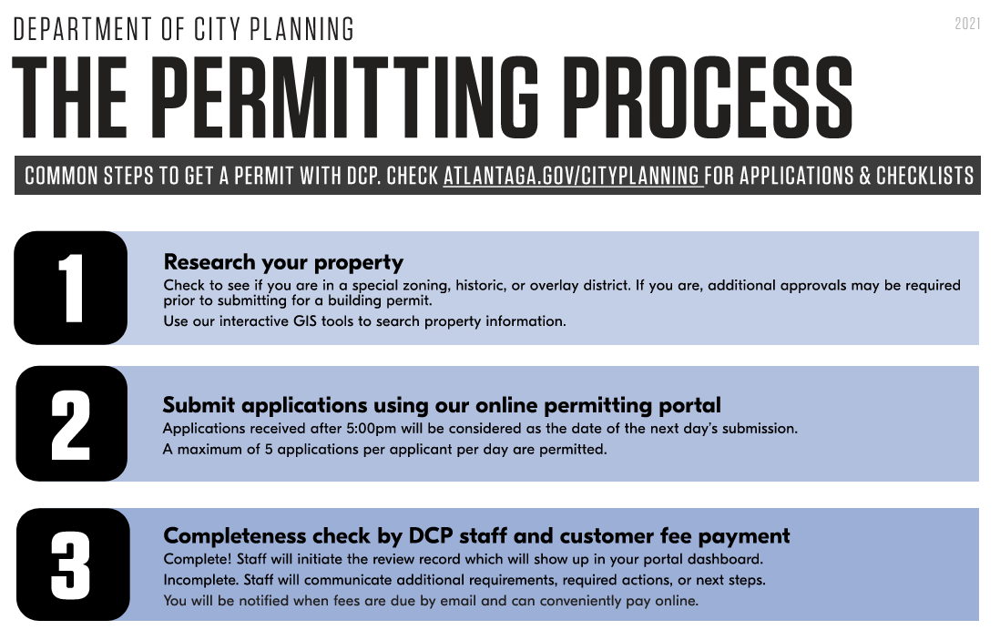 DEPARTMENT OF CITY PLANNING
2021
THE PERMITTING PROCESS
COMMON STEPS TO GET A PERMIT WITH DCP. CHECK ATLANTAGA.GOV/CITYPLANNING FOR APPLICATIONS & CHECKLISTS
1
Research your property
Check to see if you are in a special zoning, historic, or overlay district. If you are, additional approvals may be required
prior to submitting for a building permit.
Use our interactive GIS tools to search property information.
2
Submit applications using our online permitting portal
Applications received after 5:00pm will be considered as the date of the next day's submission.
A maximum of 5 applications per applicant per day are permitted.
3
Completeness check by DCP staff and customer fee payment
Complete! Staff will initiate the review record which will show up in your portal dashboard.
Incomplete. Staff will communicate additional requirements, required actions, or next steps.
You will be notified when fees are due by email and can conveniently pay online.